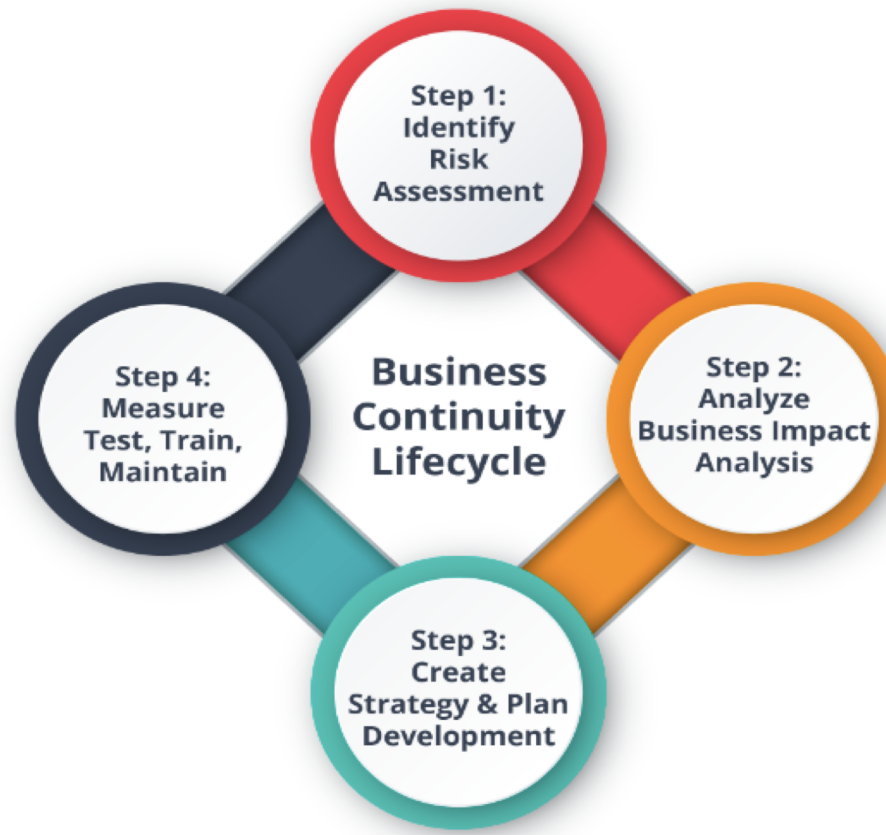 Step 1:
Identify
Risk
Assessment
Step 2:
Analyze
Business Impact
Analysis
Step 3:
Create
Strategy & Plan
Development
Step 4:
Measure
Test, Train,
Maintain
Business
Continuity
Lifecycle